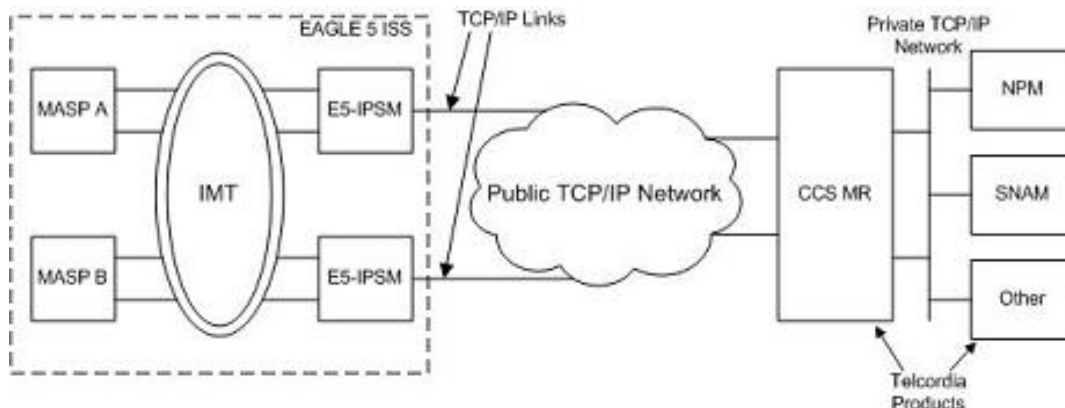 EAGLE 5 ISS
TCP/IP Links
Private TCP/IP
Network
MASP A
E5-IPSM
NPM
IMT
Public TCP/IP Network
CCS MR
SNAM
MASP B
E5-IPSM
Other
Telcordia
Products